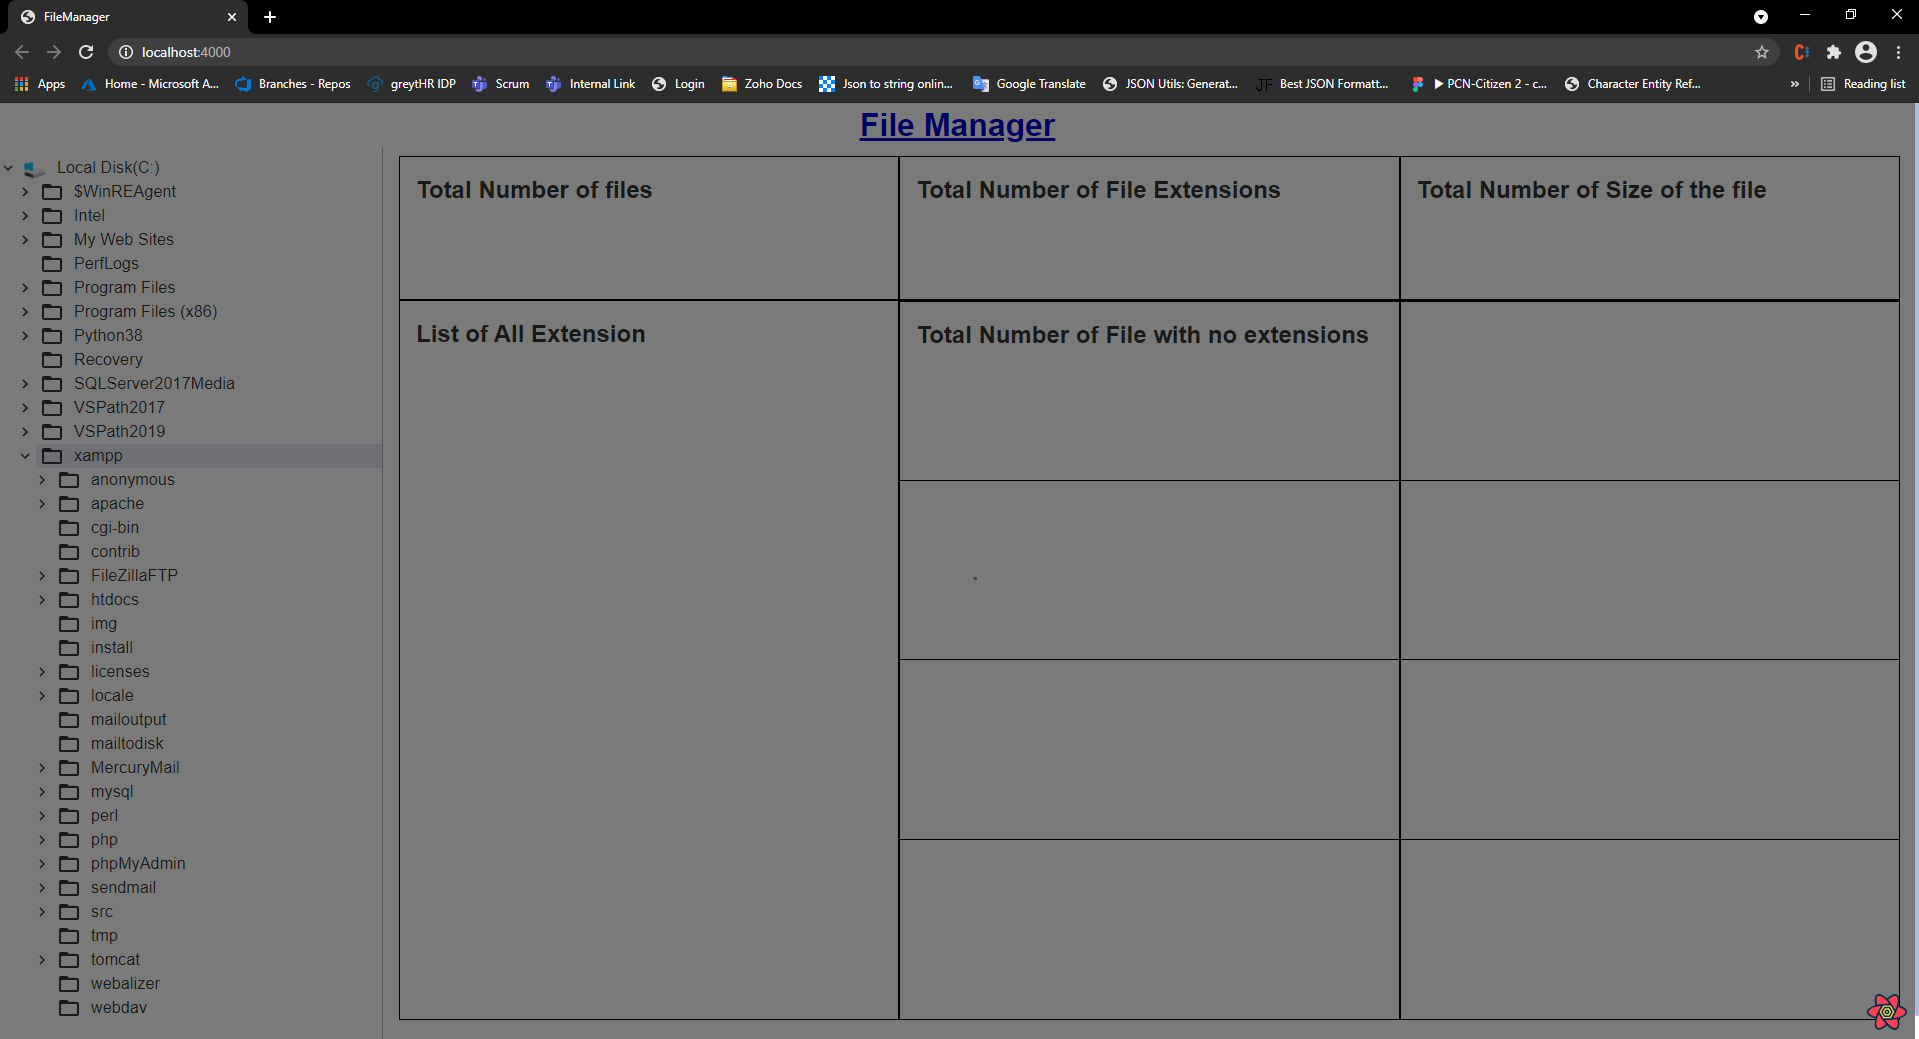 FileManager
localhost:4000
Apps
Home - Microsoft A...
Branches - Repos
greytHR IDP
Scrum
Internal Link
Login
Zoho Docs
Json to string onlin...
Google Translate
JSON Utils: Generat...
JF Best JSON Formatt...
▶ PCN-Citizen 2 - c...
Character Entity Ref...
»
Reading list
File Manager
Local Disk(C:)
$WinREAgent
Intel
My Web Sites
PerfLogs
Program Files
Program Files (x86)
Python38
Recovery
SQLServer2017Media
VSPath2017
VSPath2019
xampp
anonymous
apache
cgi-bin
contrib
FileZillaFTP
htdocs
img
install
licenses
locale
mailoutput
mailtodisk
MercuryMail
mysql
perl
php
phpMyAdmin
sendmail
src
tmp
tomcat
webalizer
webdav
Total Number of files
Total Number of File Extensions
Total Number of Size of the file
List of All Extension
Total Number of File with no extensions